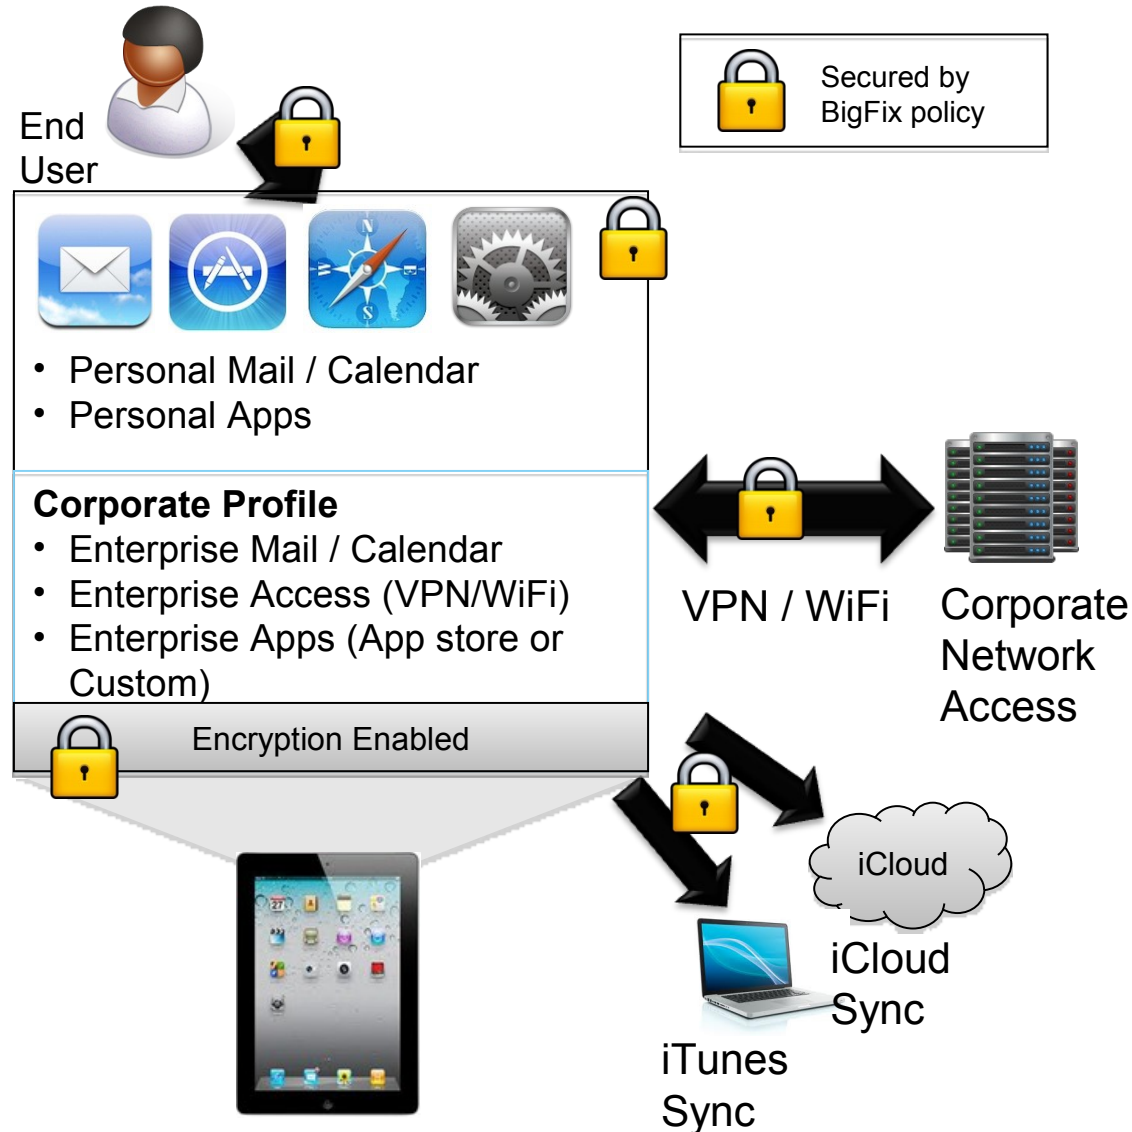 End
User
Secured by
BigFix policy
• Personal Mail / Calendar
• Personal Apps
Corporate Profile
• Enterprise Mail / Calendar
• Enterprise Access (VPN/WiFi)
• Enterprise Apps (App store or
Custom)
Encryption Enabled
VPN / WiFi
Corporate
Network
Access
iCloud
iCloud
Sync
iTunes
Sync
N
W
E
S
27